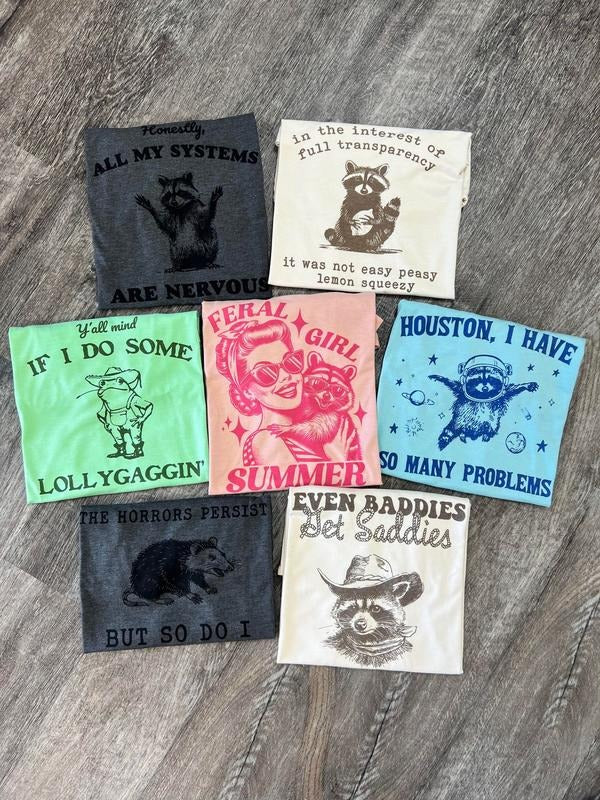 Honestly,
ALL MY SYSTEMS
ARE NERVOUS
in the interest of
full transparency
it was not easy peasy
lemon squeezy
Y'all mind
IF I DO SOME
LOLLYGAGGIN'
FERAL
GIRL
SUMMER
HOUSTON, I HAVE
SO MANY PROBLEMS
THE HORRORS PERSIST
BUT SO DO I
EVEN BADDIES
Get Saddies